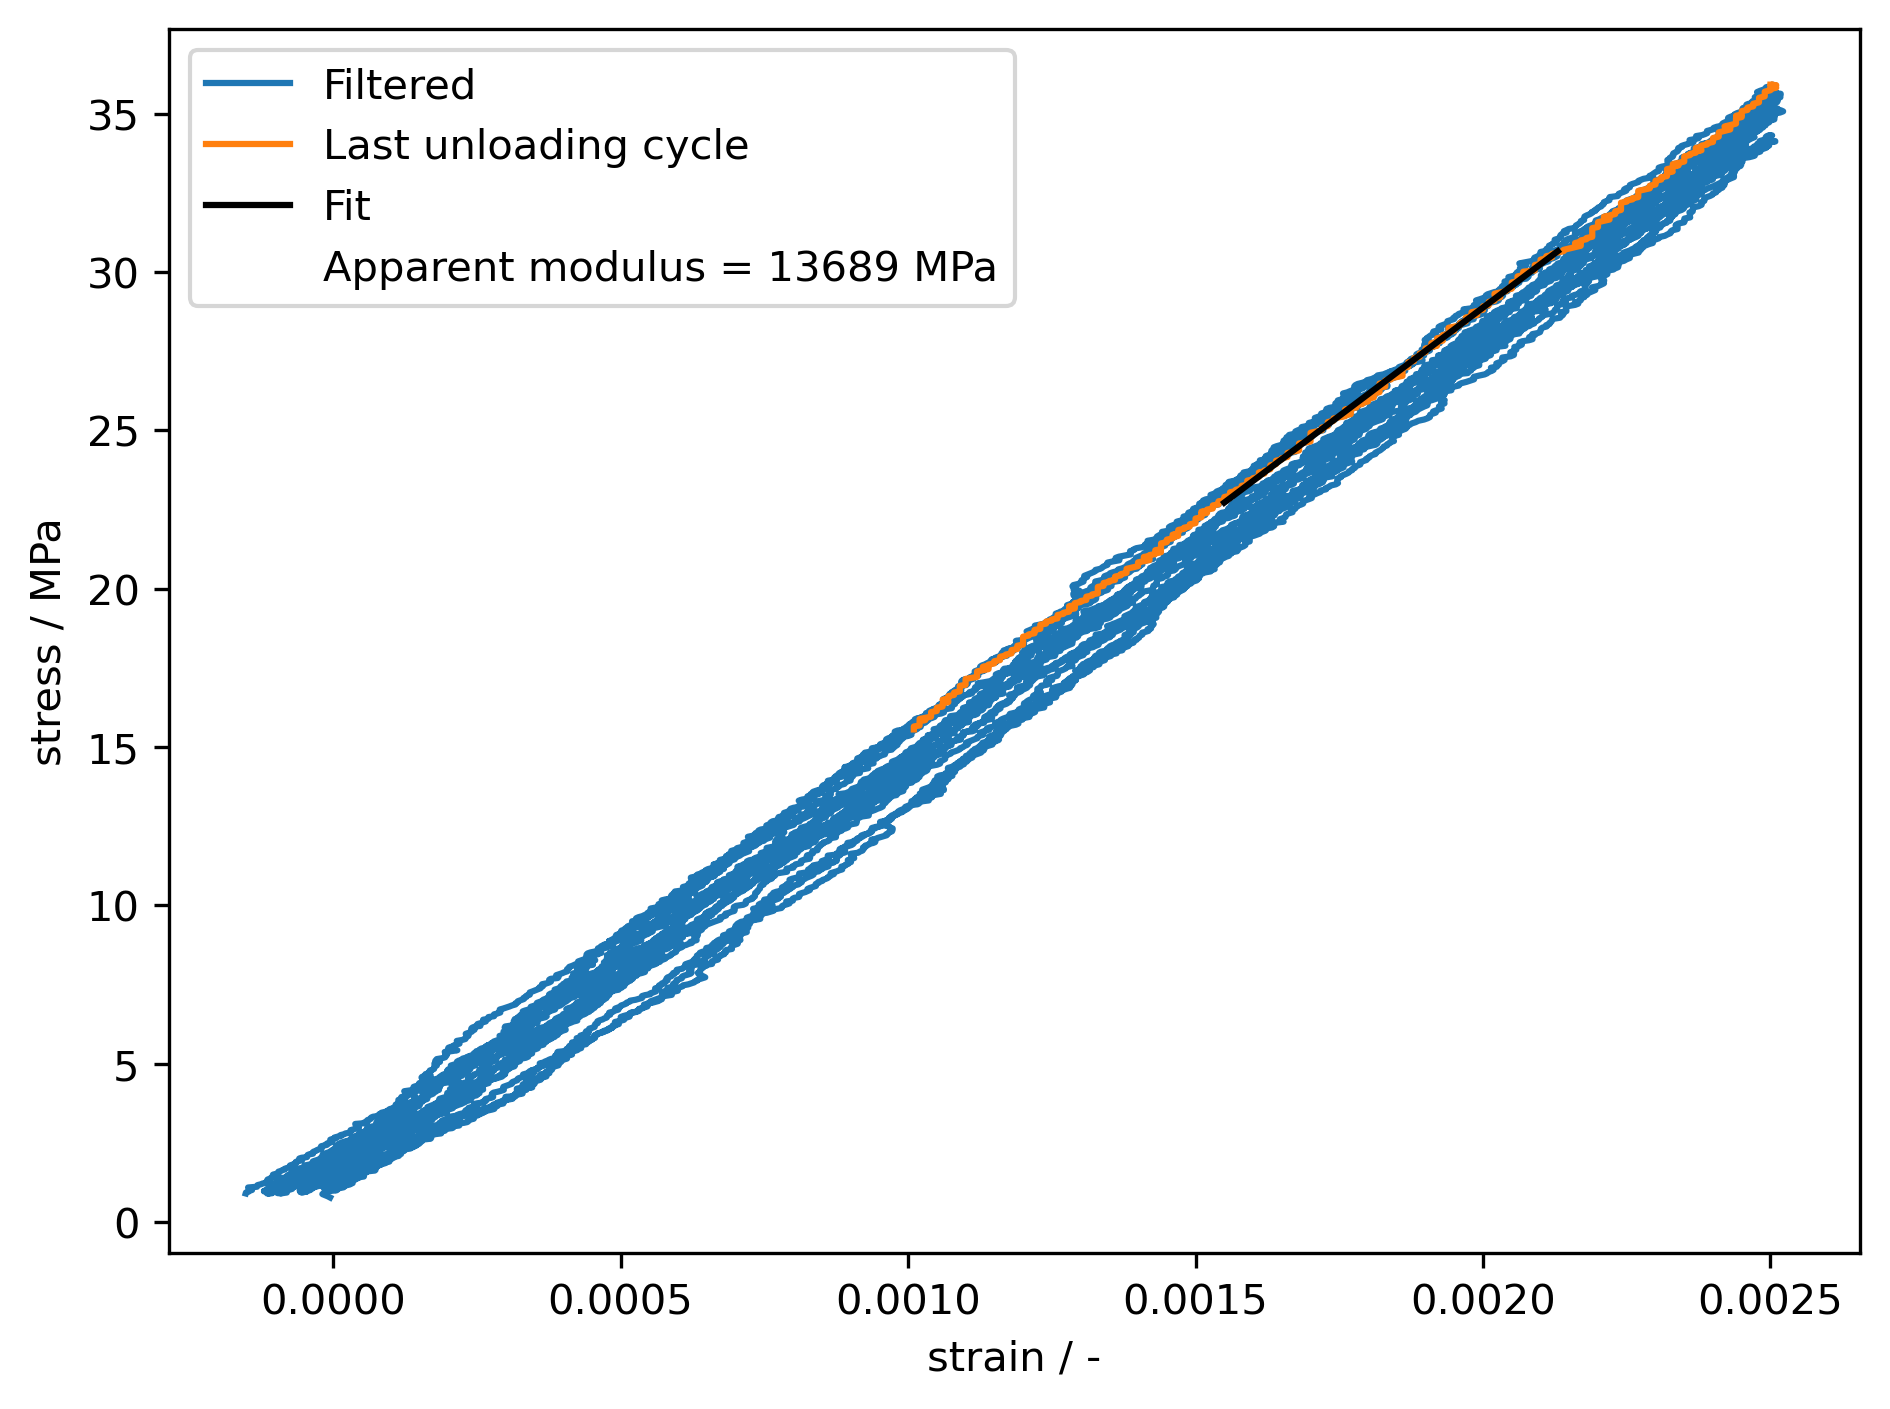 Filtered
Last unloading cycle
Fit
Apparent modulus = 13689 MPa
35
30
25
20
15
10
5
0
stress / MPa
0.0000 0.0005 0.0010 0.0015 0.0020 0.0025
strain / -